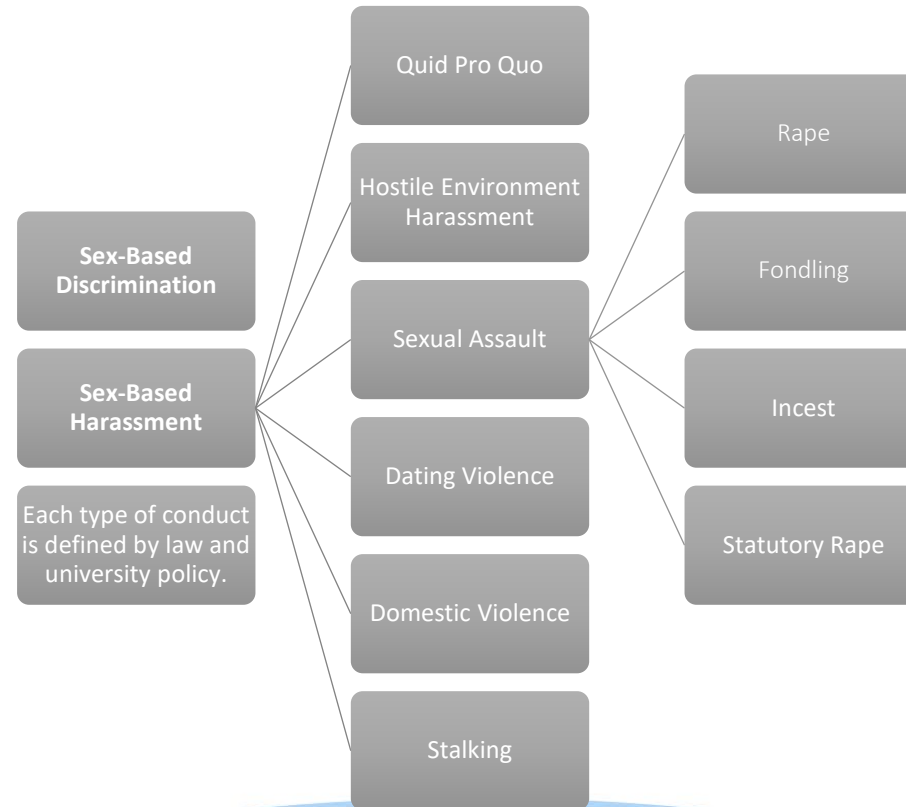 Sex-Based
Discrimination
Sex-Based
Harassment
Each type of conduct
is defined by law and
university policy.
Quid Pro Quo
Hostile Environment
Harassment
Sexual Assault
Dating Violence
Domestic Violence
Stalking
Rape
Fondling
Incest
Statutory Rape